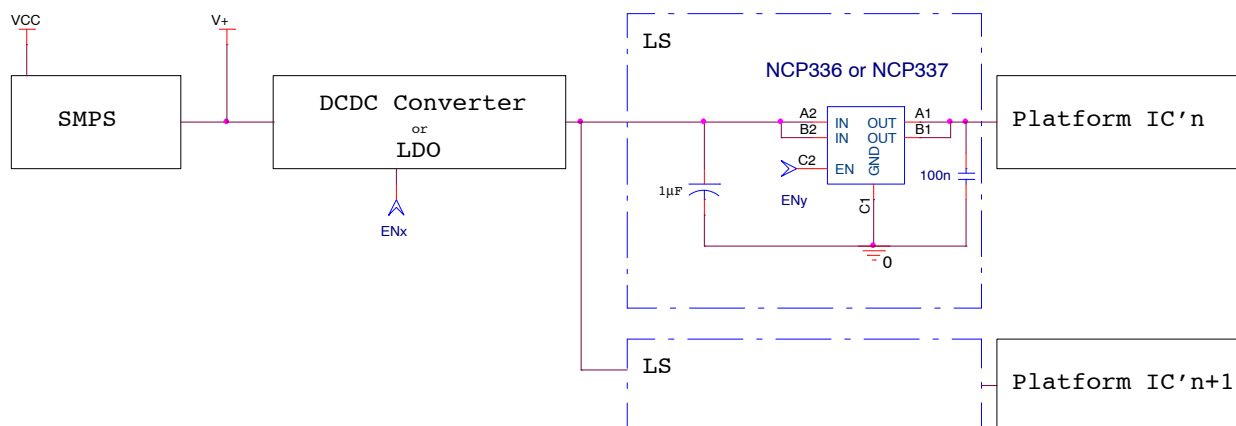 VCC
V+
SMPS
DCDC Converter
or
LDO
ENx
LS
NCP336 or NCP337
A2
B2
IN
IN
OUT
OUT
A1
B1
C2
EN
GND
C1
ENy
1µF
100n
0
Platform IC'n
LS
Platform IC'n+1